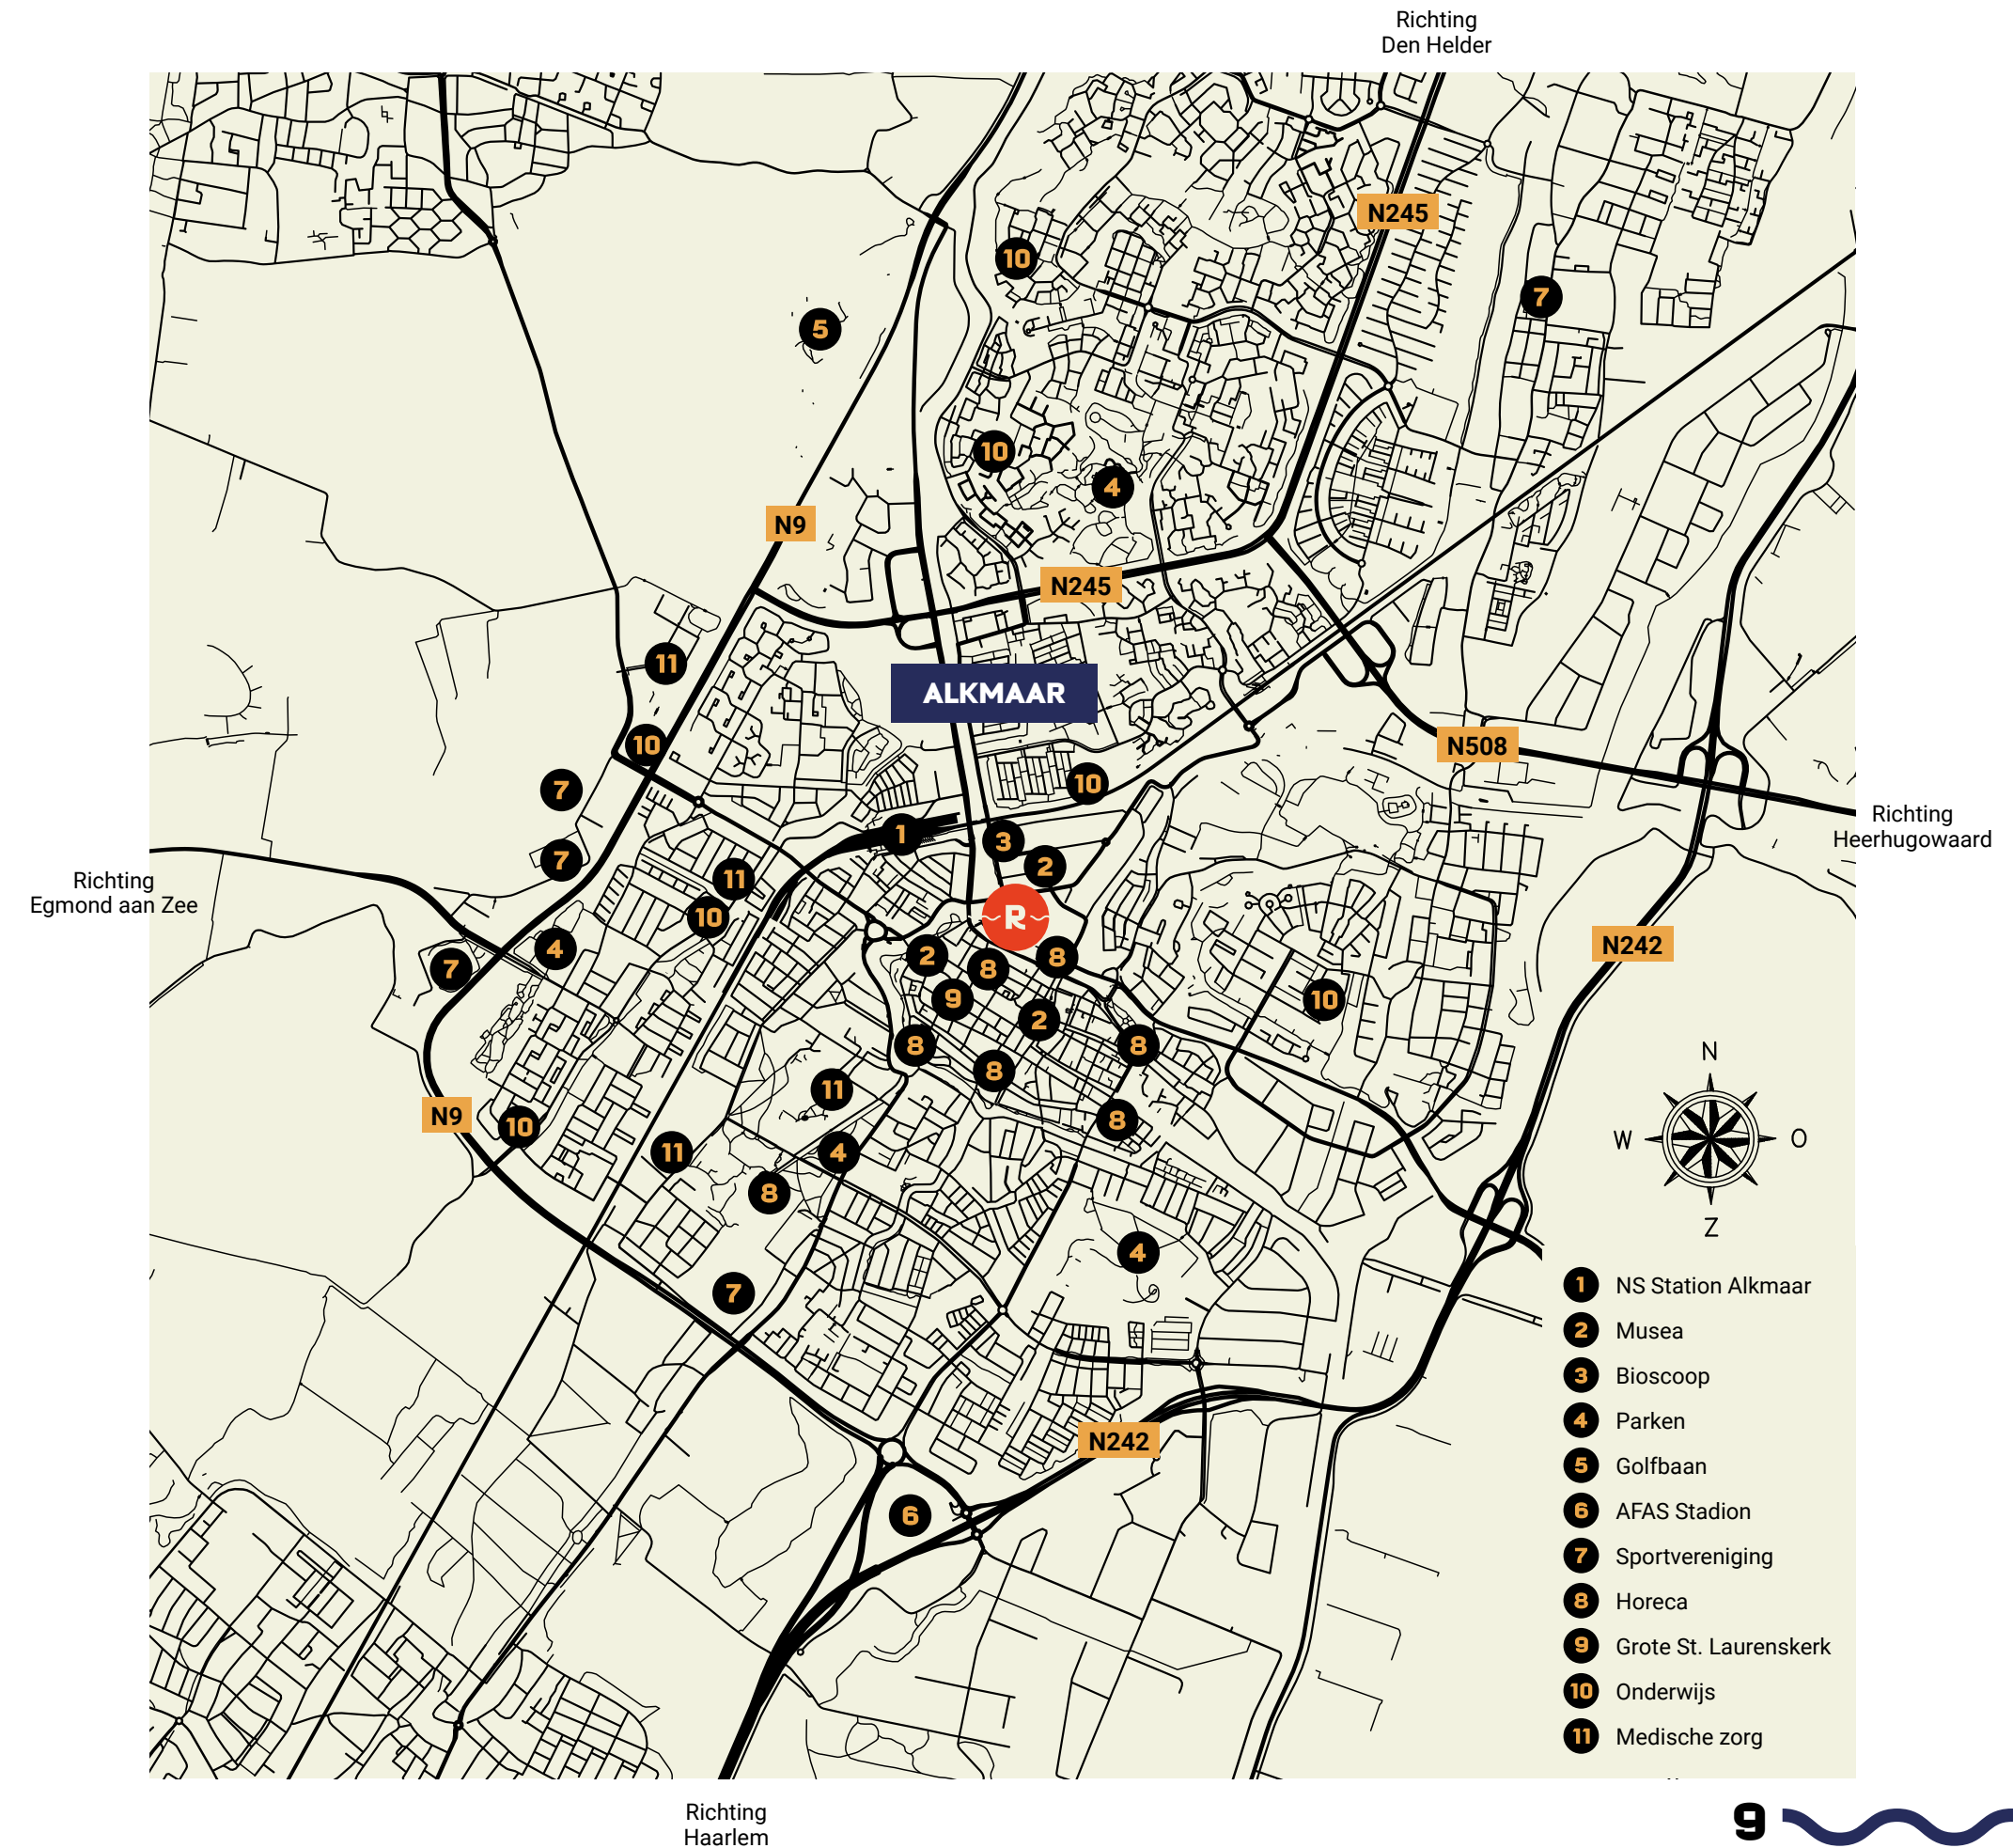 Richting
Den Helder
N245
10
7
5
10
4
N9
N245
11
ALKMAAR
10
N508
7
10
Richting
Heerhugowaard
1
3
7
2
11
Richting
Egmond aan Zee
10
R
N242
4
2
8
7
8
9
10
2
8
8
N
8
11
N9
8
10
W
O
11
4
8
Z
4
7
1 NS Station Alkmaar
2 Musea
3 Bioscoop
4 Parken
N242
5 Golfbaan
6
6 AFAS Stadion
7 Sportvereniging
8 Horeca
9 Grote St. Laurenskerk
10 Onderwijs
11 Medische zorg
Richting
Haarlem
9